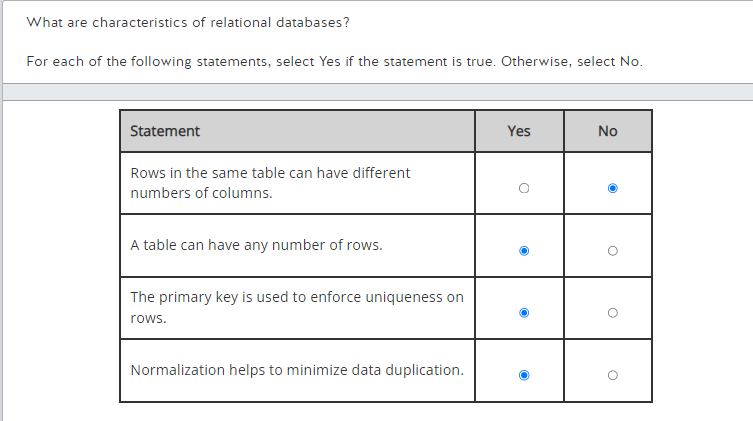 What are characteristics of relational databases?
For each of the following statements, select Yes if the statement is true. Otherwise, select No.
Statement Yes No
Rows in the same table can have different
numbers of columns.
A table can have any number of rows.
The primary key is used to enforce uniqueness on
rows.
Normalization helps to minimize data duplication.